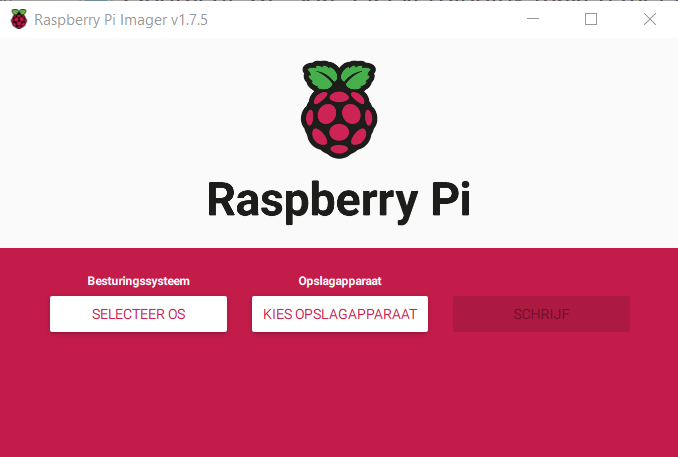 Raspberry Pi Imager v1.7.5
Raspberry Pi
Besturingssysteem
Opslagapparaat
SELECTEER OS
KIES OPSLAGAPPARAAT
SCHRIJF